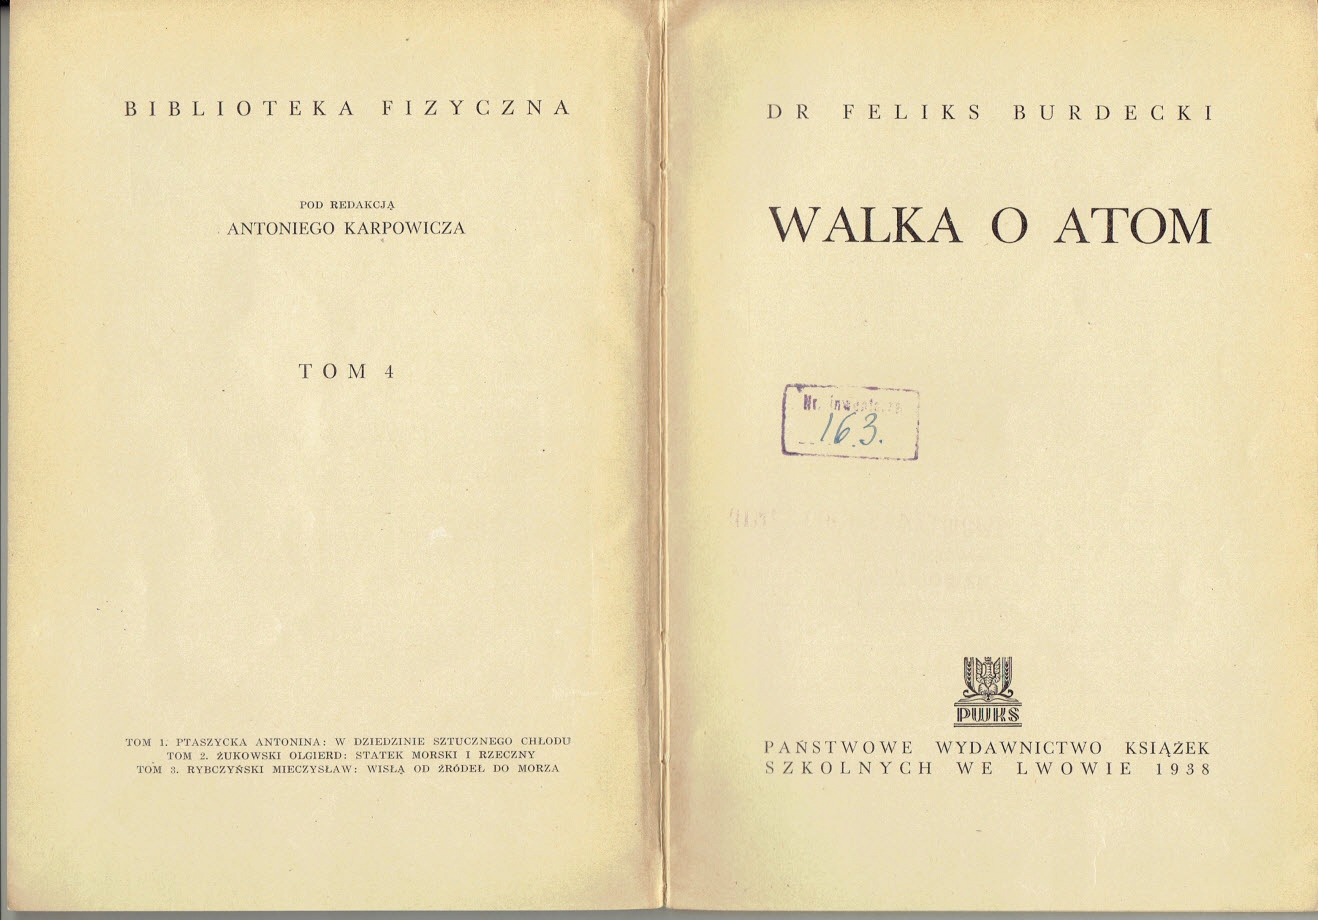 BIBLIOTEKA FIZYCZNA
POD REDAKCJĄ
ANTONIEGO KARPOWICZA
TOM 4
TOM 1. PTASZYCKA ANTONINA: W DZIEDZINIE SZTUCZNEGO CHŁODU
TOM 2. ŻUKOWSKI OLGIERD: STATEK MORSKI I RZECZNY
TOM 3. RYBCZYŃSKI MIECZYSŁAW: WISŁĄ OD ŹRÓDEŁ DO MORZA
DR FELIKS BURDECKI
WALKA O ATOM
Nr.
163.
PWKS
PAŃSTWOWE WYDAWNICTWO KSIĄŻEK
SZKOLNYCH WE LWOWIE 1938